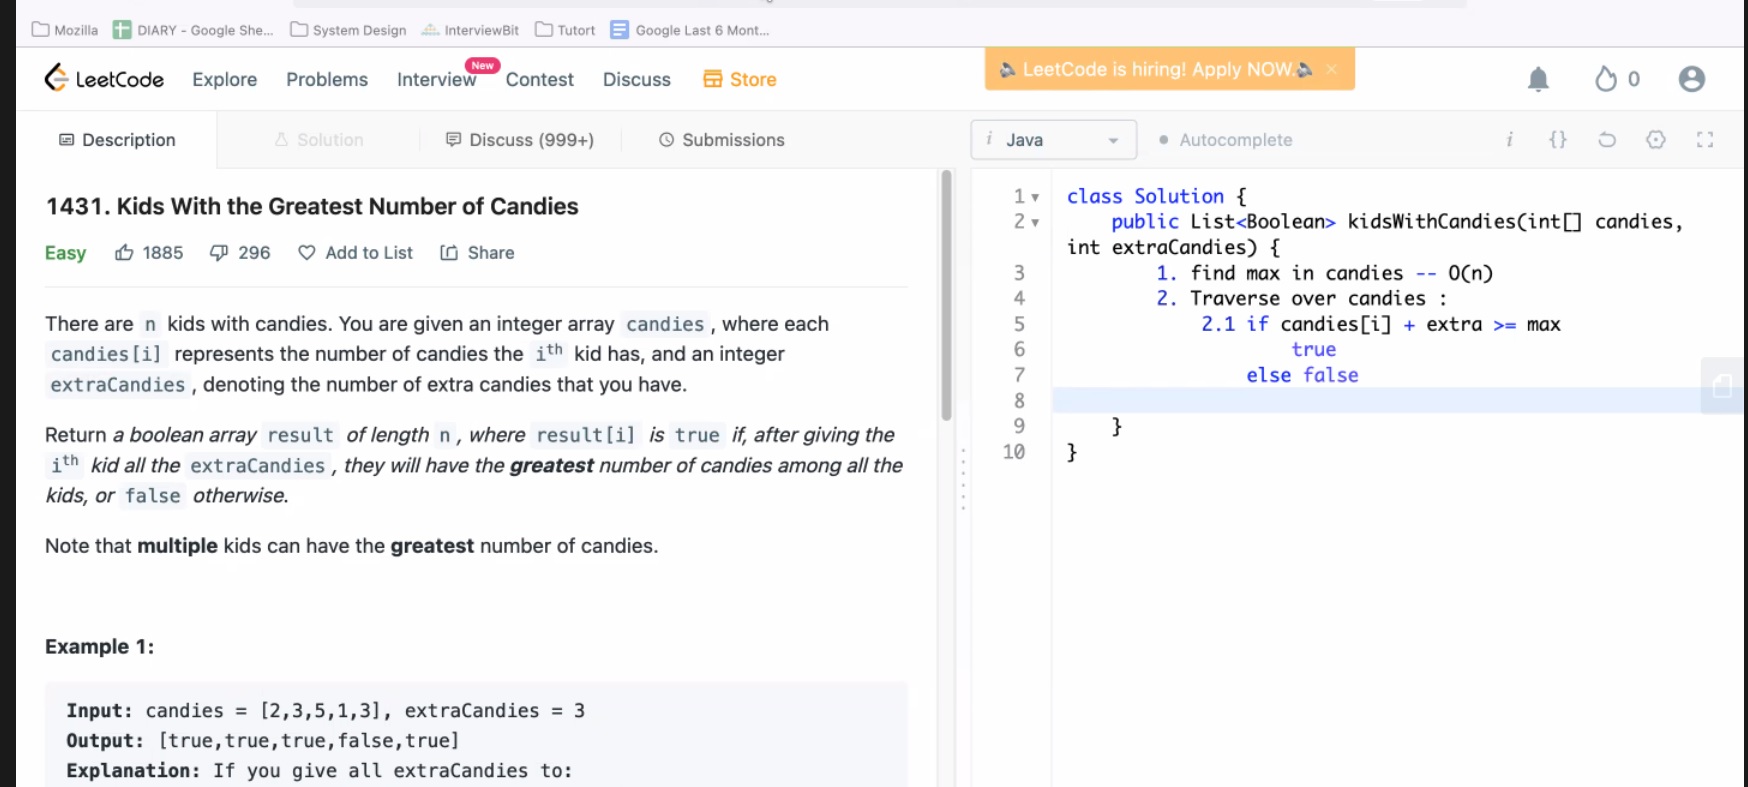 Mozilla DIARY - Google She... System Design InterviewBit Tutort Google Last 6 Mont...
LeetCode Explore Problems Interview New Contest Discuss Store LeetCode is hiring! Apply NOW. × 0
Description Solution Discuss (999+) Submissions
i Java Autocomplete i {}
1431. Kids With the Greatest Number of Candies
Easy 1885 296 Add to List Share
There are n kids with candies. You are given an integer array candies, where each
candies[i] represents the number of candies the ith kid has, and an integer
extraCandies, denoting the number of extra candies that you have.
Return a boolean array result of length n, where result[i] is true if, after giving the
ith kid all the extraCandies, they will have the greatest number of candies among all the
kids, or false otherwise.
Note that multiple kids can have the greatest number of candies.
Example 1:
Input: candies = [2,3,5,1,3], extraCandies = 3
Output: [true,true,true,false,true]
Explanation: If you give all extraCandies to:
1 class Solution {
2 public List<Boolean> kidsWithCandies(int[] candies,
int extraCandies) {
3 1. find max in candies -- O(n)
4 2. Traverse over candies :
5 2.1 if candies[i] + extra >= max
6 true
7 else false
8
9 }
10 }